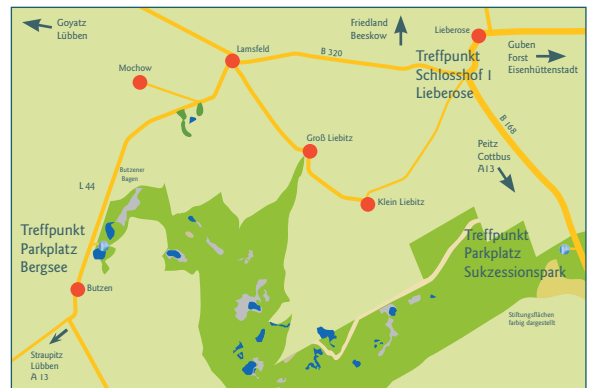 Goyatz
Lübben
Friedland
Beeskow
Lieberose
Lamsfeld
B 320
Treffpunkt
Schlosshof I
Lieberose
Guben
Forst
Eisenhüttenstadt
Mochow
B 168
Groß Liebitz
Peitz
Cottbus
A13
Butzener
Bagen
L 44
Klein Liebitz
Treffpunkt
Parkplatz
Bergsee
Treffpunkt
Parkplatz
Sukzessionspark
Butzen
Stiftungsflächen
farbig dargestellt
Straupitz
Lübben
A 13